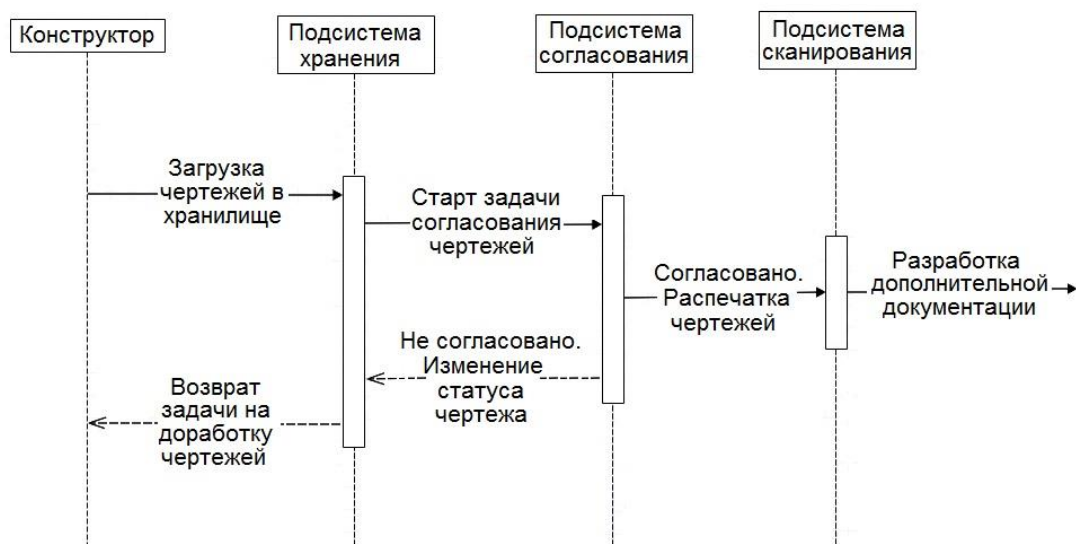 Конструктор
Подсистема
хранения
Подсистема
согласования
Подсистема
сканирования
Загрузка
чертежей в
хранилище
Старт задачи
согласования
чертежей
Согласовано.
Распечатка
чертежей
Разработка
дополнительной
документации
Не согласовано.
Изменение
статуса
чертежа
Возврат
задачи на
доработку
чертежей